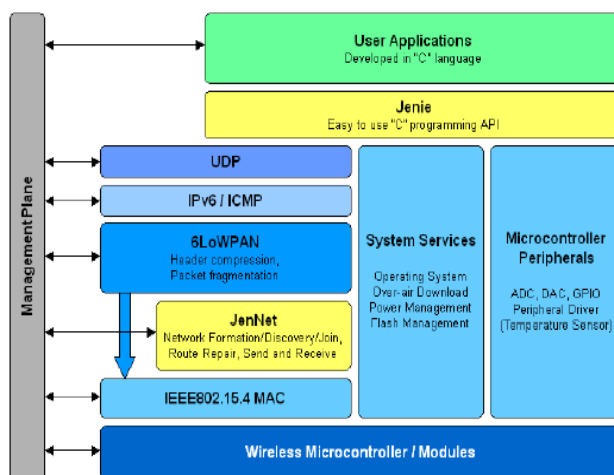 Management Plane
User Applications
Developed in "C" language
Jenie
Easy to use "C" programming API
UDP
IPv6 / ICMP
6LoWPAN
Header compression,
Packet fragmentation
JenNet
Network Formation/Discovery/Join,
Route Repair, Send and Receive
IEEE802.15.4 MAC
System Services
Operating System
Over-air Download
Power Management
Flash Management
Microcontroller
Peripherals
ADC, DAC, GPIO
Peripheral Driver
(Temperature Sensor)
Wireless Microcontroller / Modules